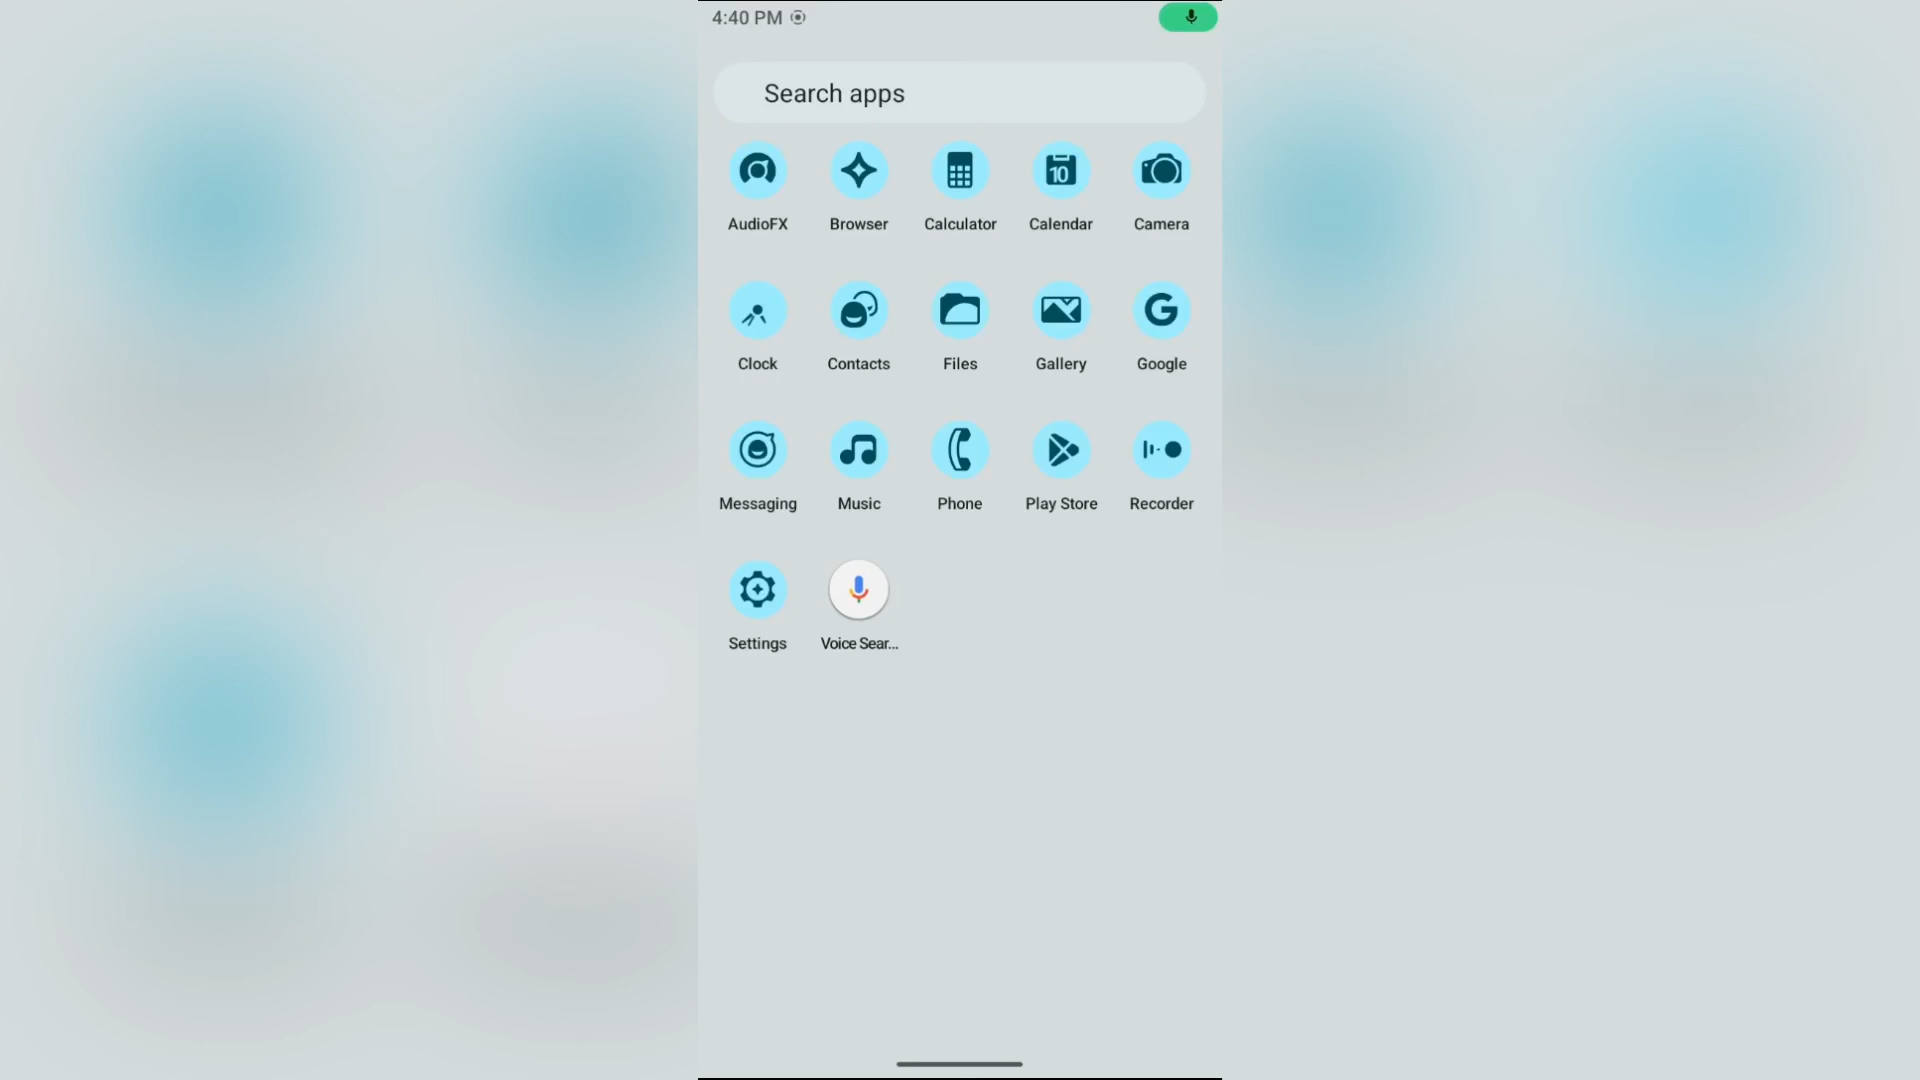 4:40 PM
Search apps
AudioFX Browser Calculator Calendar Camera
Clock Contacts Files Gallery Google
Messaging Music Phone Play Store Recorder
Settings Voice Sear...